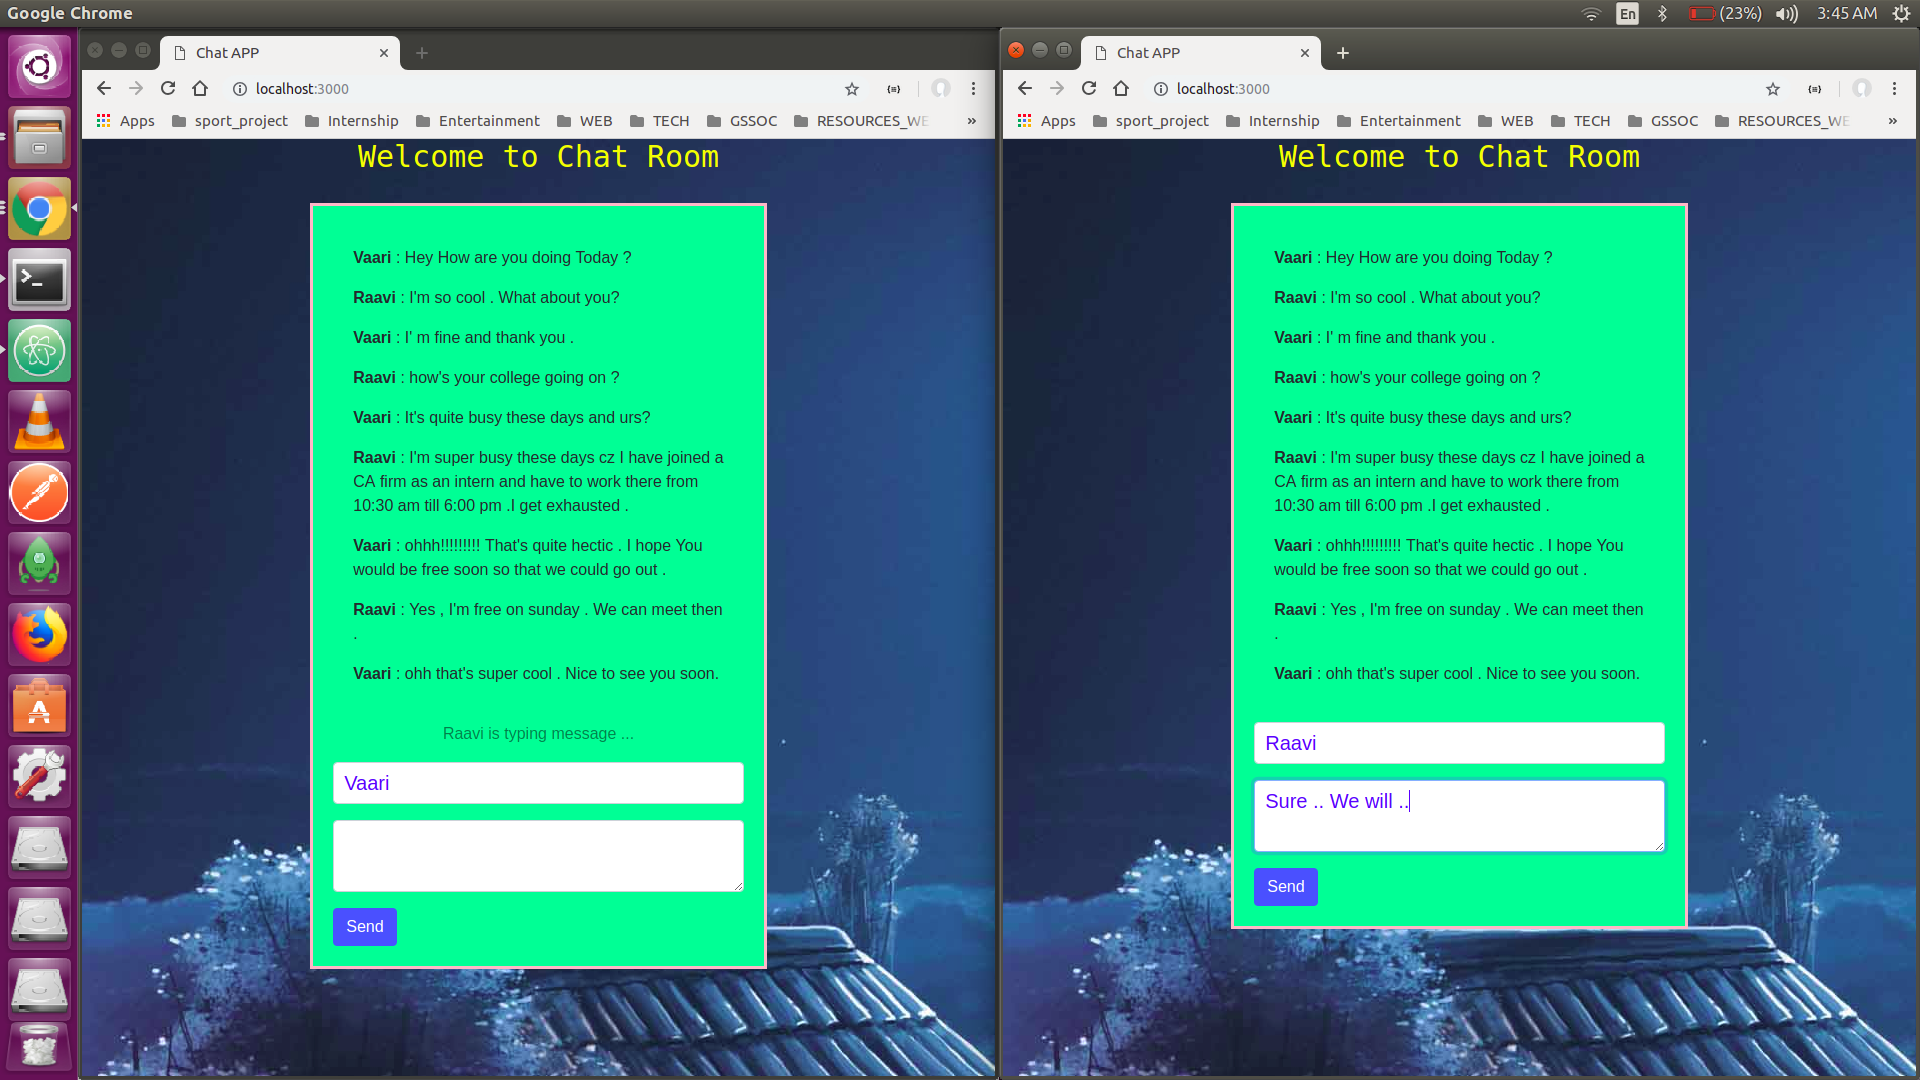 Google Chrome
En
(23%)
3:45 AM
Chat APP
localhost:3000
Apps
sport_project
Internship
Entertainment
WEB
TECH
GSSOC
RESOURCES_WE
»
Welcome to Chat Room
Vaari : Hey How are you doing Today ?
Raavi : I'm so cool . What about you?
Vaari : I' m fine and thank you .
Raavi : how's your college going on ?
Vaari : It's quite busy these days and urs?
Raavi : I'm super busy these days cz I have joined a
CA firm as an intern and have to work there from
10:30 am till 6:00 pm .I get exhausted .
Vaari : ohhh!!!!!!!!! That's quite hectic . I hope You
would be free soon so that we could go out .
Raavi : Yes , I'm free on sunday . We can meet then
.
Vaari : ohh that's super cool . Nice to see you soon.
Raavi is typing message ...
Vaari
Send
Chat APP
localhost:3000
Apps
sport_project
Internship
Entertainment
WEB
TECH
GSSOC
RESOURCES_WE
»
Welcome to Chat Room
Vaari : Hey How are you doing Today ?
Raavi : I'm so cool . What about you?
Vaari : I' m fine and thank you .
Raavi : how's your college going on ?
Vaari : It's quite busy these days and urs?
Raavi : I'm super busy these days cz I have joined a
CA firm as an intern and have to work there from
10:30 am till 6:00 pm .I get exhausted .
Vaari : ohhh!!!!!!!!! That's quite hectic . I hope You
would be free soon so that we could go out .
Raavi : Yes , I'm free on sunday . We can meet then
.
Vaari : ohh that's super cool . Nice to see you soon.
Raavi
Sure .. We will ..
Send